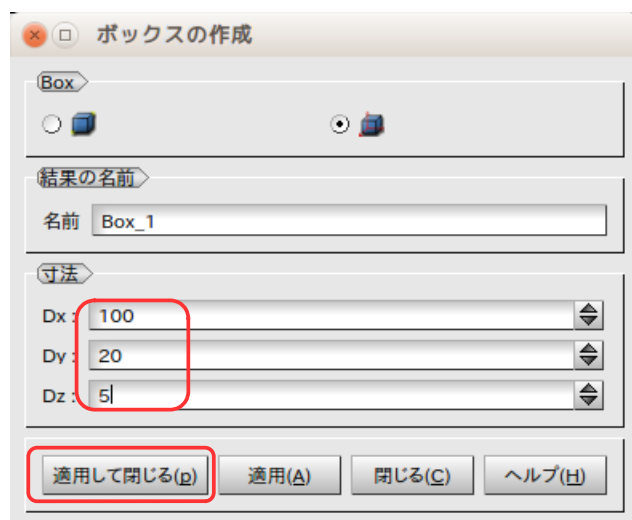 ボックスの作成
Box
結果の名前
名前 Box_1
寸法
Dx : 100
Dy : 20
Dz : 5
適用して閉じる(p) 適用(A) 閉じる(C) ヘルプ(H)